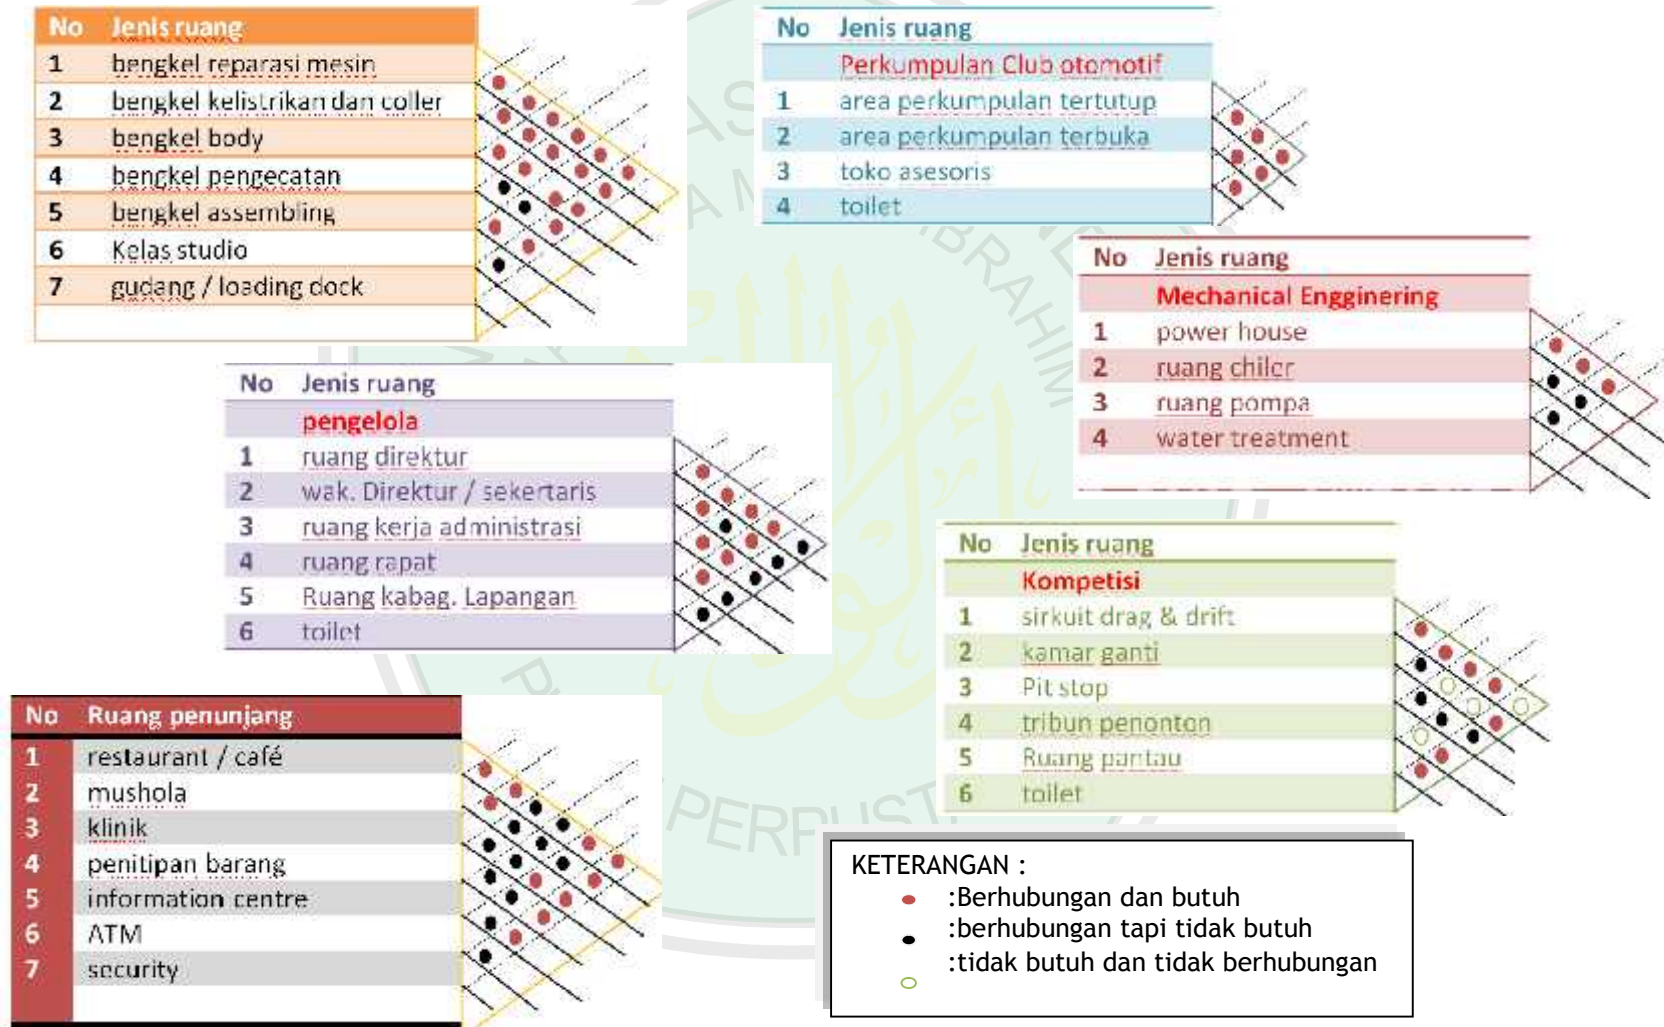 No Jenis ruang
1 bengkel reparasi mesin
2 bengkel kelistrikan dan coller
3 bengkel body
4 bengkel pengecatan
5 bengkel assembling
6 Kelas studio
7 gudang / loading dock
No Jenis ruang
Perkumpulan Club otomotif
1 area perkumpulan tertutup
2 area perkumpulan terbuka
3 toko asesoris
4 toilet
No Jenis ruang
Mechanical Engginering
1 power house
2 ruang chiler
3 ruang pompa
4 water treatment
No Jenis ruang
pengelola
1 ruang direktur
2 wak. Direktur / sekertaris
3 ruang kerja administrasi
4 ruang rapat
5 Ruang kabag. Lapangan
6 toilet
No Jenis ruang
Kompetisi
1 sirkuit drag & drift
2 kamar ganti
3 Pit stop
4 tribun penonton
5 Ruang pantau
6 toilet
No Ruang penunjang
1 restaurant / café
2 mushola
3 klinik
4 penitipan barang
5 information centre
6 ATM
7 security
KETERANGAN :
:Berhubungan dan butuh
:berhubungan tapi tidak butuh
:tidak butuh dan tidak berhubungan